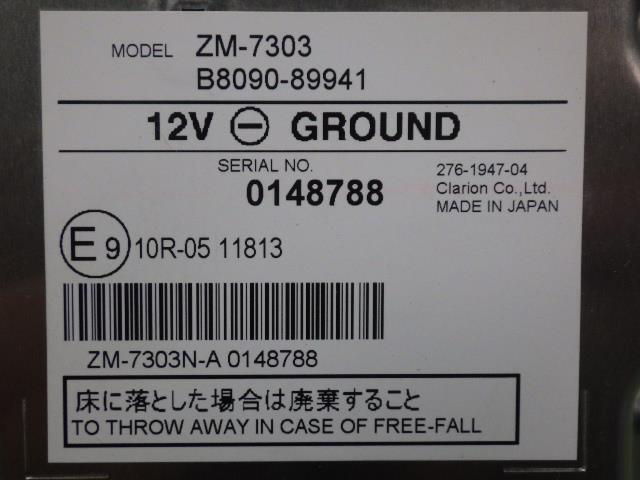 MODEL ZM-7303
B8090-89941
12V ⊖ GROUND
SERIAL NO.
0148788
276-1947-04
Clarion Co.,Ltd.
MADE IN JAPAN
E 9 10R-05 11813
ZM-7303N-A 0148788
床に落とした場合は廃棄すること
TO THROW AWAY IN CASE OF FREE-FALL